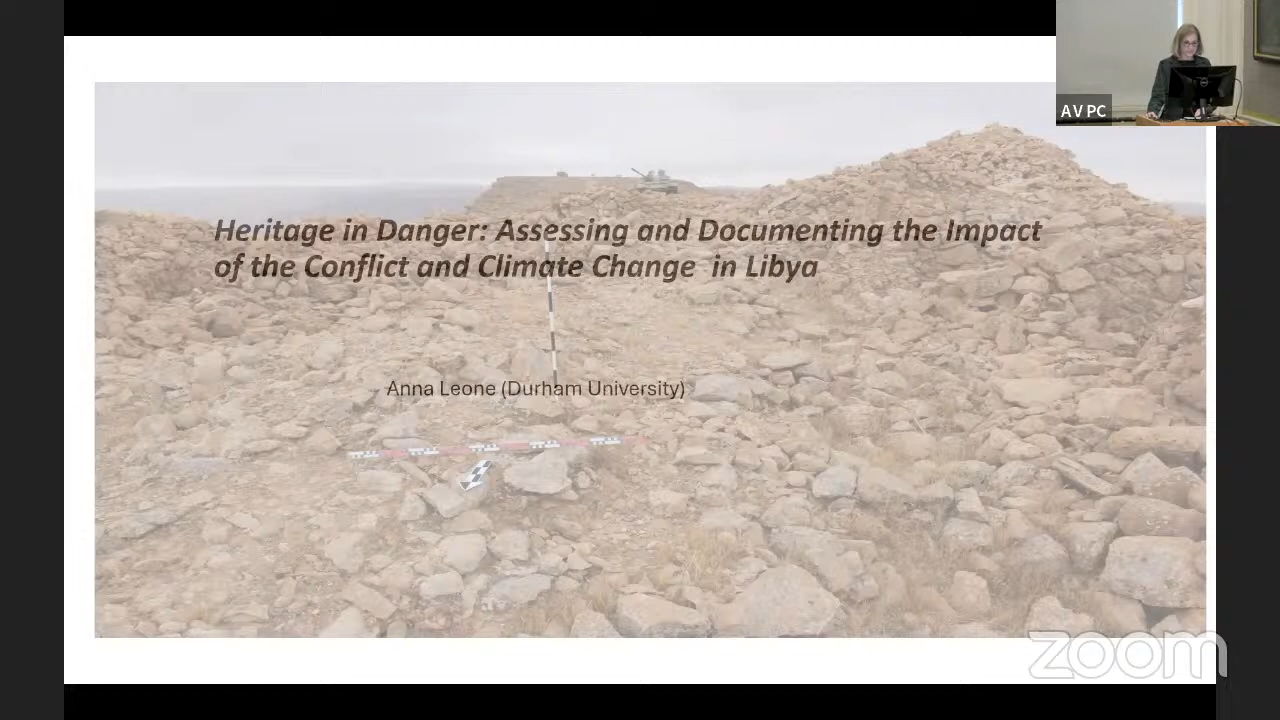 AV PC
Heritage in Danger: Assessing and Documenting the Impact
of the Conflict and Climate Change in Libya
Anna Leone (Durham University)
zoom